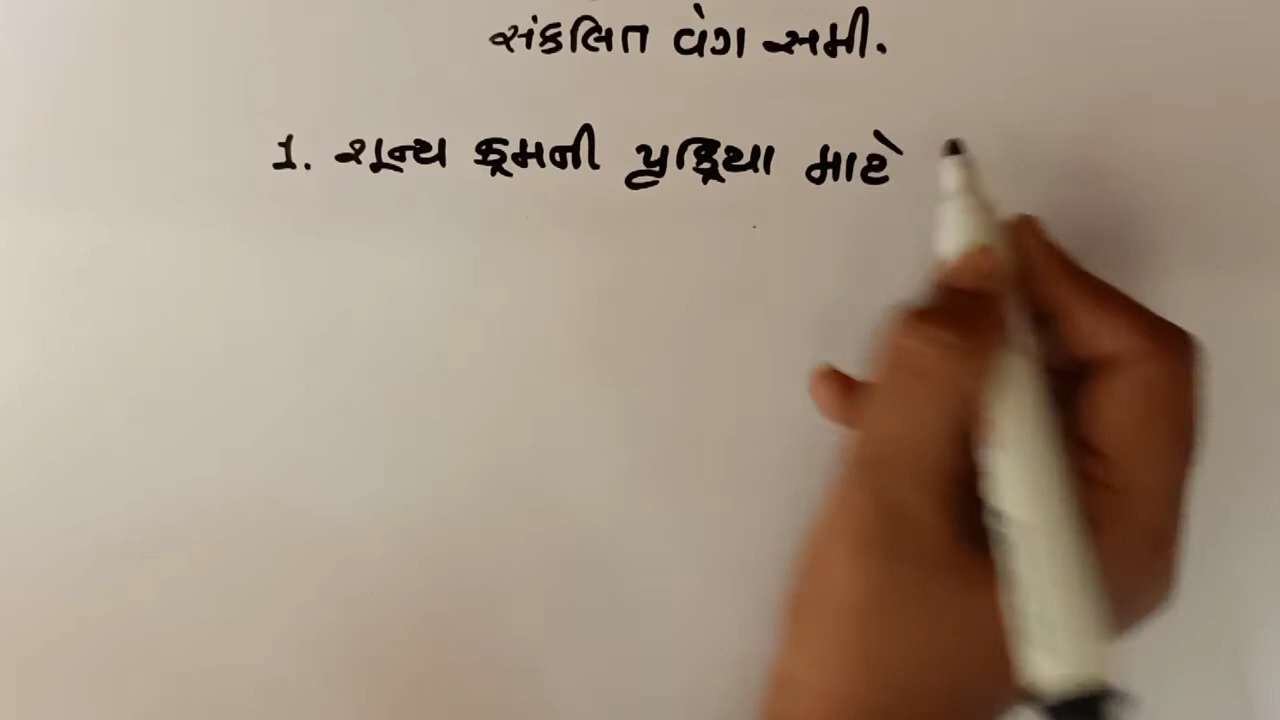 સંકલિત વેગ સમી.
1. શૂન્ય ક્રમની પ્રક્રિયા માટે